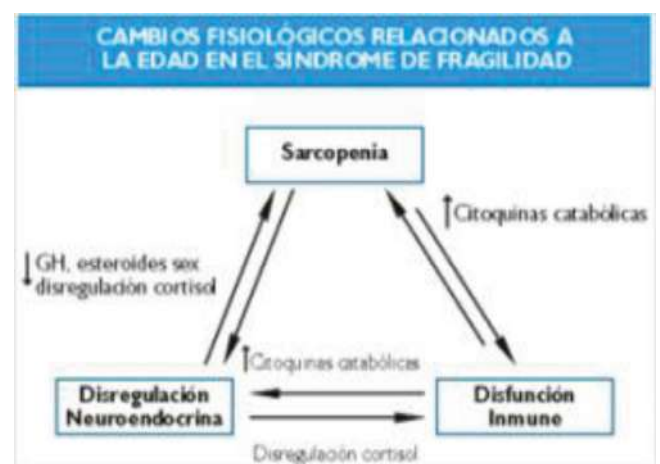 CAMBIOS FISIOLÓGICOS RELACIONADOS A
LA EDAD EN EL SÍNDROME DE FRAGILIDAD
Sarcopenia
↑Citoquinas catabólicas
↓GH, esteroides sex
disregulación cortisol
↑Citoquinas catabólicas
Disregulación
Neuroendocrina
Disfunción
Inmune
Disregulación cortisol